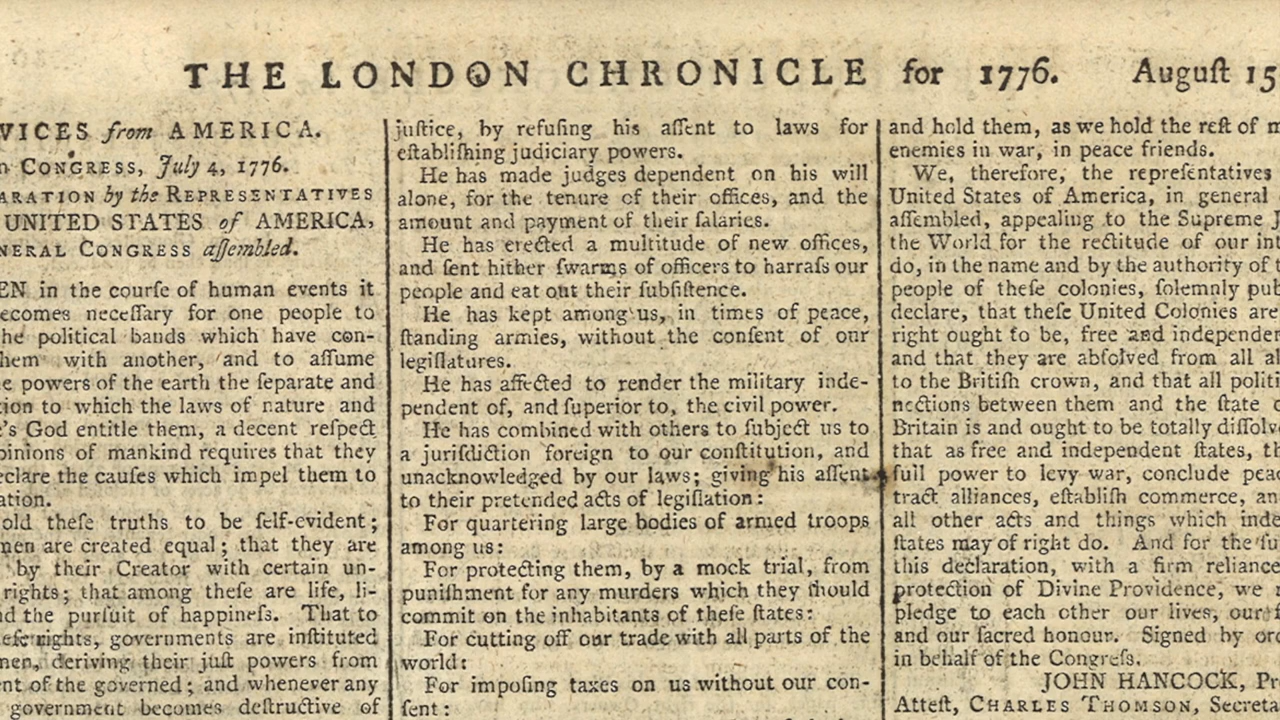 THE LONDON CHRONICLE for 1776. Auguſt 15
VICES from AMERICA.
CONGRESS, July 4, 1776.
ARATION by the REPRESENTATIVES
UNITED STATES of AMERICA,
NERAL CONGRESS aſſembled.
EN in the courſe of human events it
ecomes neceſſary for one people to
he political bands which have con-
hem with another, and to aſſume
e powers of the earth the ſeparate and
tion to which the laws of nature and
e's God entitle them, a decent reſpect
pinions of mankind requires that they
eclare the cauſes which impel them to
ation.
old theſe truths to be ſelf-evident;
men are created equal; that they are
by their Creator with certain un-
rights; that among theſe are life, li-
nd the purſuit of happineſs. That to
eſe rights, governments are inſtituted
men, deriving their juſt powers from
nt of the governed; and whenever any
government becomes deſtructive of
juſtice, by refuſing his aſſent to laws for
eſtabliſhing judiciary powers.
He has made judges dependent on his will
alone, for the tenure of their offices, and the
amount and payment of their ſalaries.
He has erected a multitude of new offices,
and ſent hither ſwarms of officers to harraſs our
people and eat out their ſubſiſtence.
He has kept among us, in times of peace,
ſtanding armies, without the conſent of our
legiſlatures.
He has affected to render the military inde-
pendent of, and ſuperior to, the civil power.
He has combined with others to ſubject us to
a juriſdiction foreign to our conſtitution, and
unacknowledged by our laws; giving his aſſent
to their pretended acts of legiſlation:
For quartering large bodies of armed troops
among us:
For protecting them, by a mock trial, from
puniſhment for any murders which they ſhould
commit on the inhabitants of theſe ſtates:
For cutting off our trade with all parts of the
world:
For impoſing taxes on us without our con-
ſent:
and hold them, as we hold the reſt of m
enemies in war, in peace friends.
We, therefore, the repreſentatives
United States of America, in general
aſſembled, appealing to the Supreme J
the World for the rectitude of our int
do, in the name and by the authority of t
people of theſe colonies, ſolemnly pub
declare, that theſe United Colonies are
right ought to be, free and independen
and that they are abſolved from all al
to the Britiſh crown, and that all politi
nections between them and the ſtate o
Britain is and ought to be totally diſſolve
that as free and independent ſtates, th
full power to levy war, conclude peac
tract alliances, eſtabliſh commerce, an
all other acts and things which inde
ſtates may of right do. And for the ſu
this declaration, with a firm reliance
protection of Divine Providence, we
pledge to each other our lives, our
and our ſacred honour. Signed by or
in behalf of the Congreſs.
JOHN HANCOCK, Pr
Atteſt, CHARLES THOMSON, Secreta